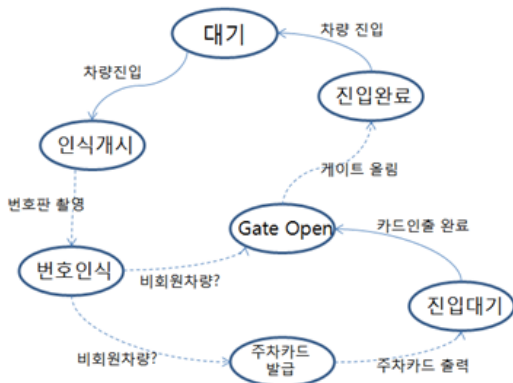 대기
차량 진입
차량진입
진입완료
인식개시
게이트 올림
번호판 촬영
Gate Open
카드인출 완료
번호인식
비회원차량?
진입대기
비회원차량?
주차카드
발급
주차카드 출력